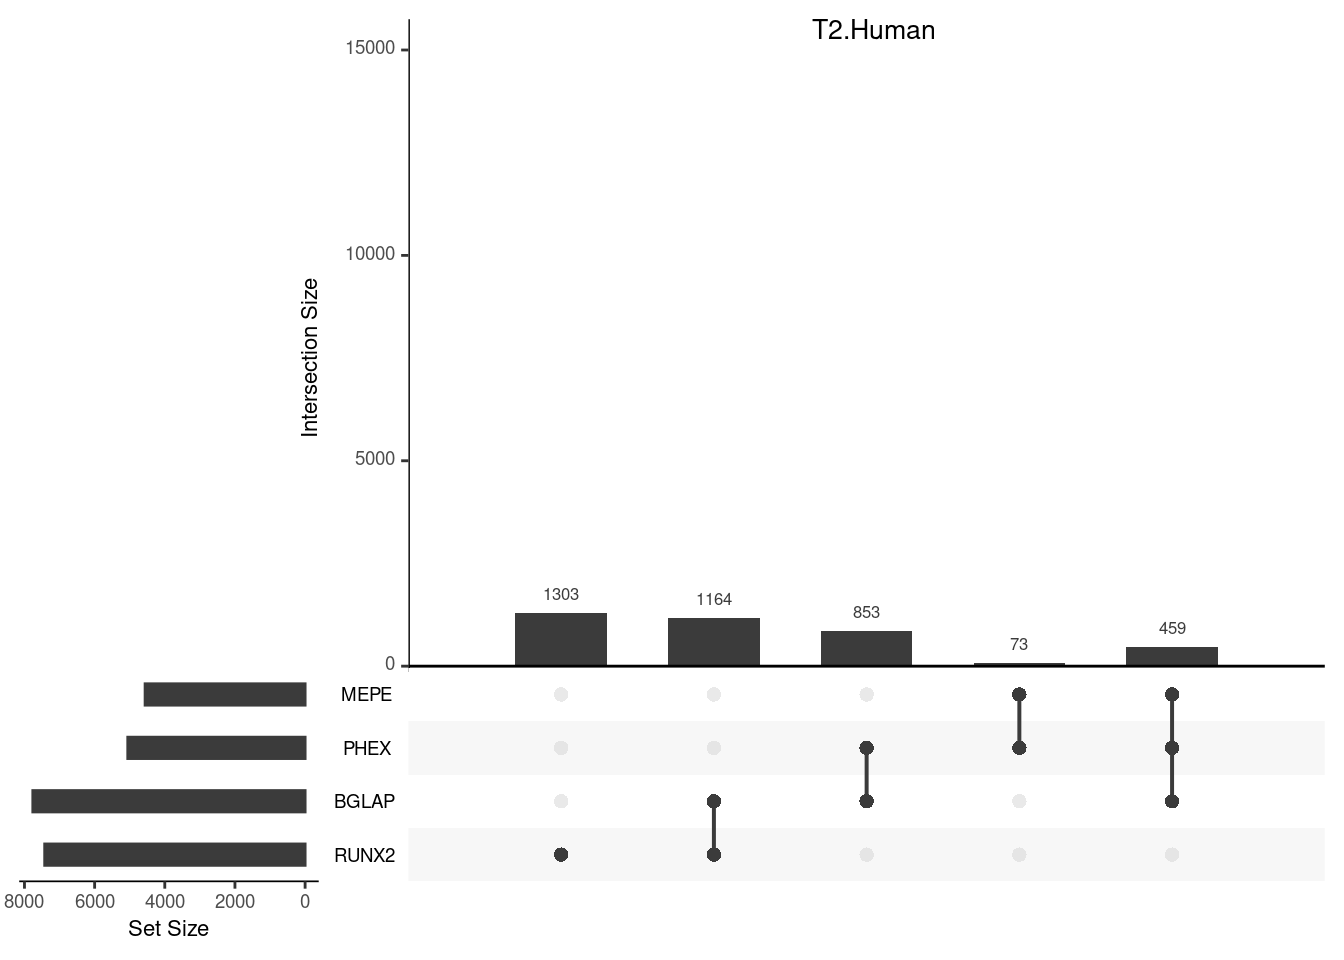 T2.Human
15000
10000
5000
0
Intersection Size
1303
1164
853
73
459
MEPE
PHEX
BGLAP
RUNX2
8000 6000 4000 2000 0
Set Size